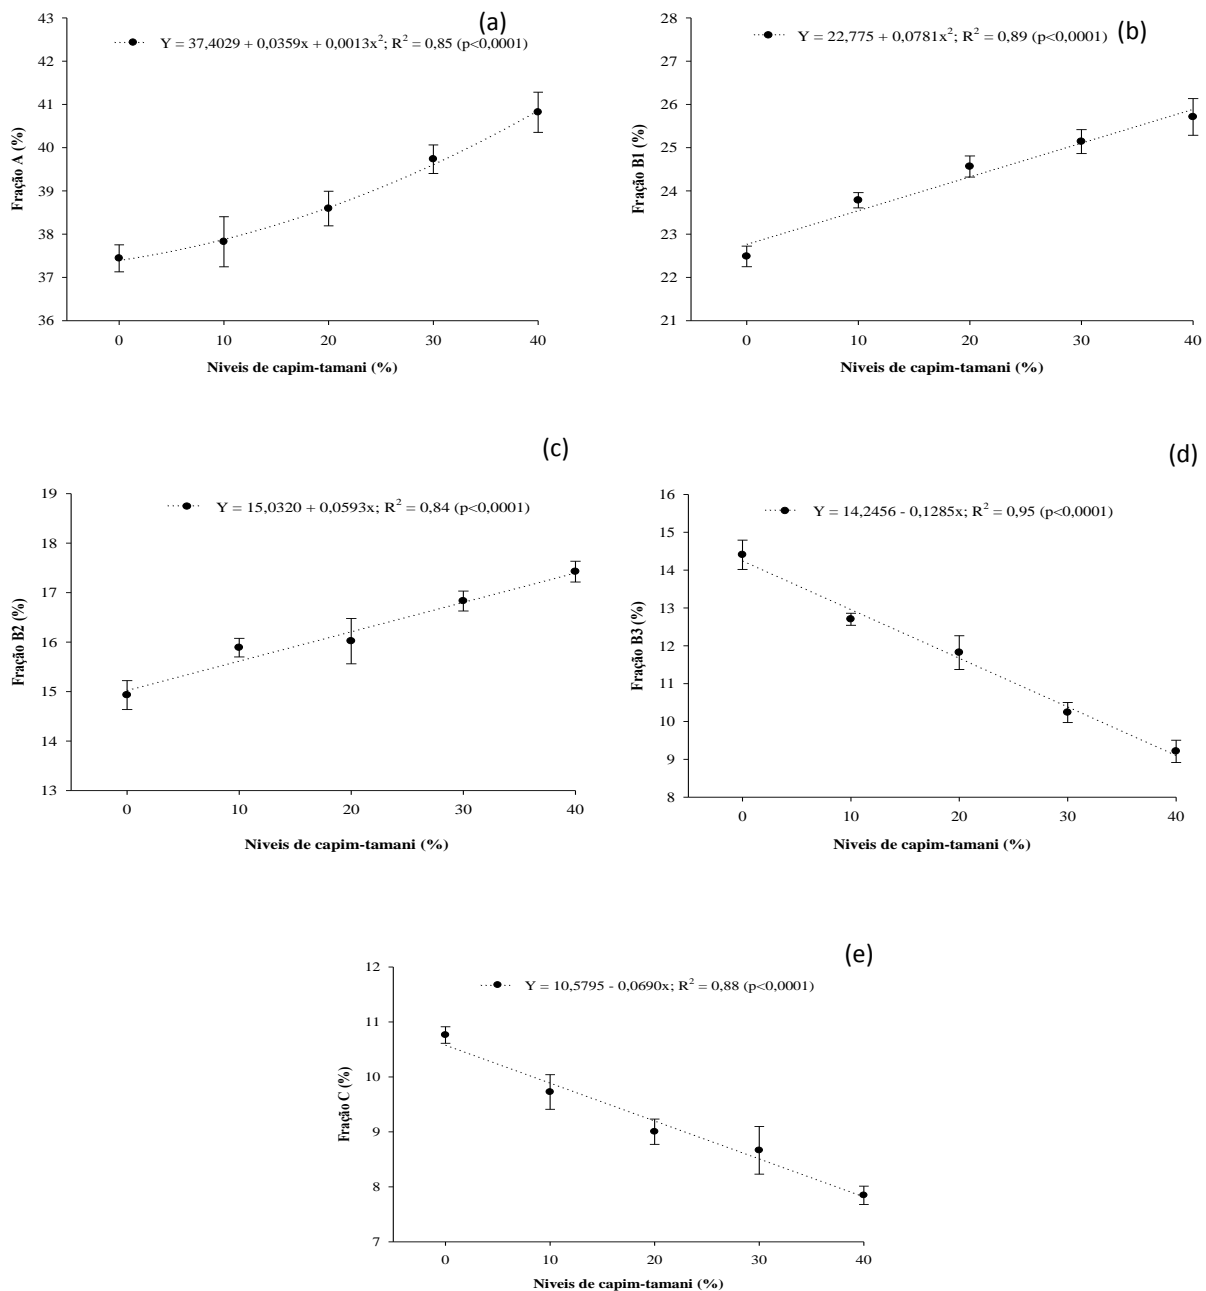 (a)
Y = 37,4029 + 0,0359x + 0,0013x²; R² = 0,85 (p<0,0001)
43
42
41
40
39
38
37
36
Fração A (%)
0 10 20 30 40
Niveis de capim-tamani (%)
(b)
Y = 22,775 + 0,0781x²; R² = 0,89 (p<0,0001)
28
27
26
25
24
23
22
21
Fração B1 (%)
0 10 20 30 40
Niveis de capim-tamani (%)
(c)
Y = 15,0320 + 0,0593x; R² = 0,84 (p<0,0001)
19
18
17
16
15
14
13
Fração B2 (%)
0 10 20 30 40
Niveis de capim-tamani (%)
(d)
Y = 14,2456 - 0,1285x; R² = 0,95 (p<0,0001)
16
15
14
13
12
11
10
9
8
Fração B3 (%)
0 10 20 30 40
Niveis de capim-tamani (%)
(e)
Y = 10,5795 - 0,0690x; R² = 0,88 (p<0,0001)
12
11
10
9
8
7
Fração C (%)
0 10 20 30 40
Niveis de capim-tamani (%)